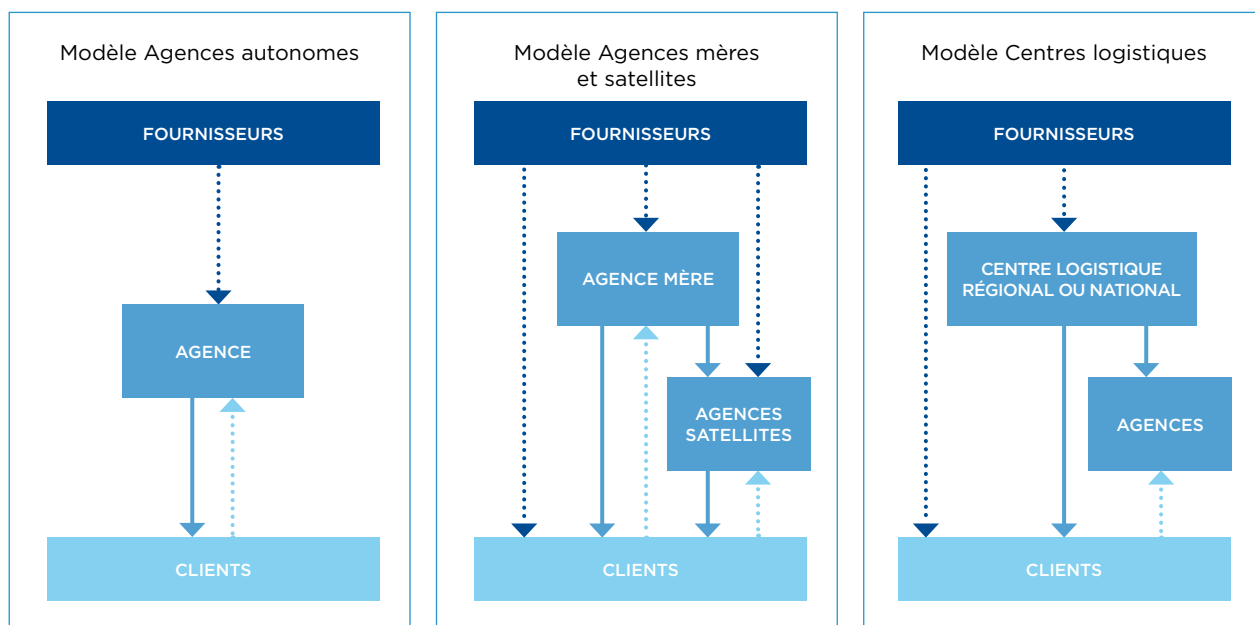 Modèle Agences autonomes
FOURNISSEURS
AGENCE
CLIENTS
Modèle Agences mères
et satellites
FOURNISSEURS
AGENCE MÈRE
AGENCES
SATELLITES
CLIENTS
Modèle Centres logistiques
FOURNISSEURS
CENTRE LOGISTIQUE
RÉGIONAL OU NATIONAL
AGENCES
CLIENTS